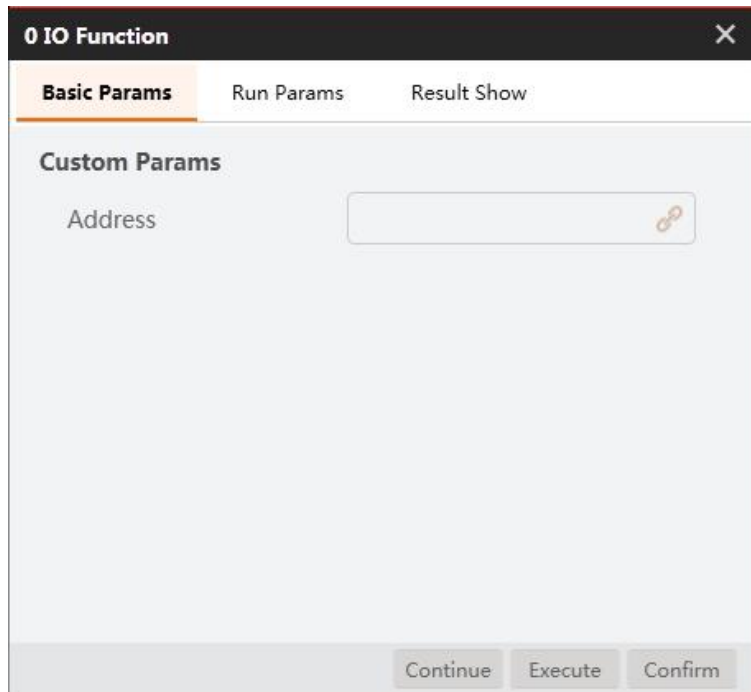 0 IO Function
Basic Params Run Params Result Show
Custom Params
Address
Continue Execute Confirm